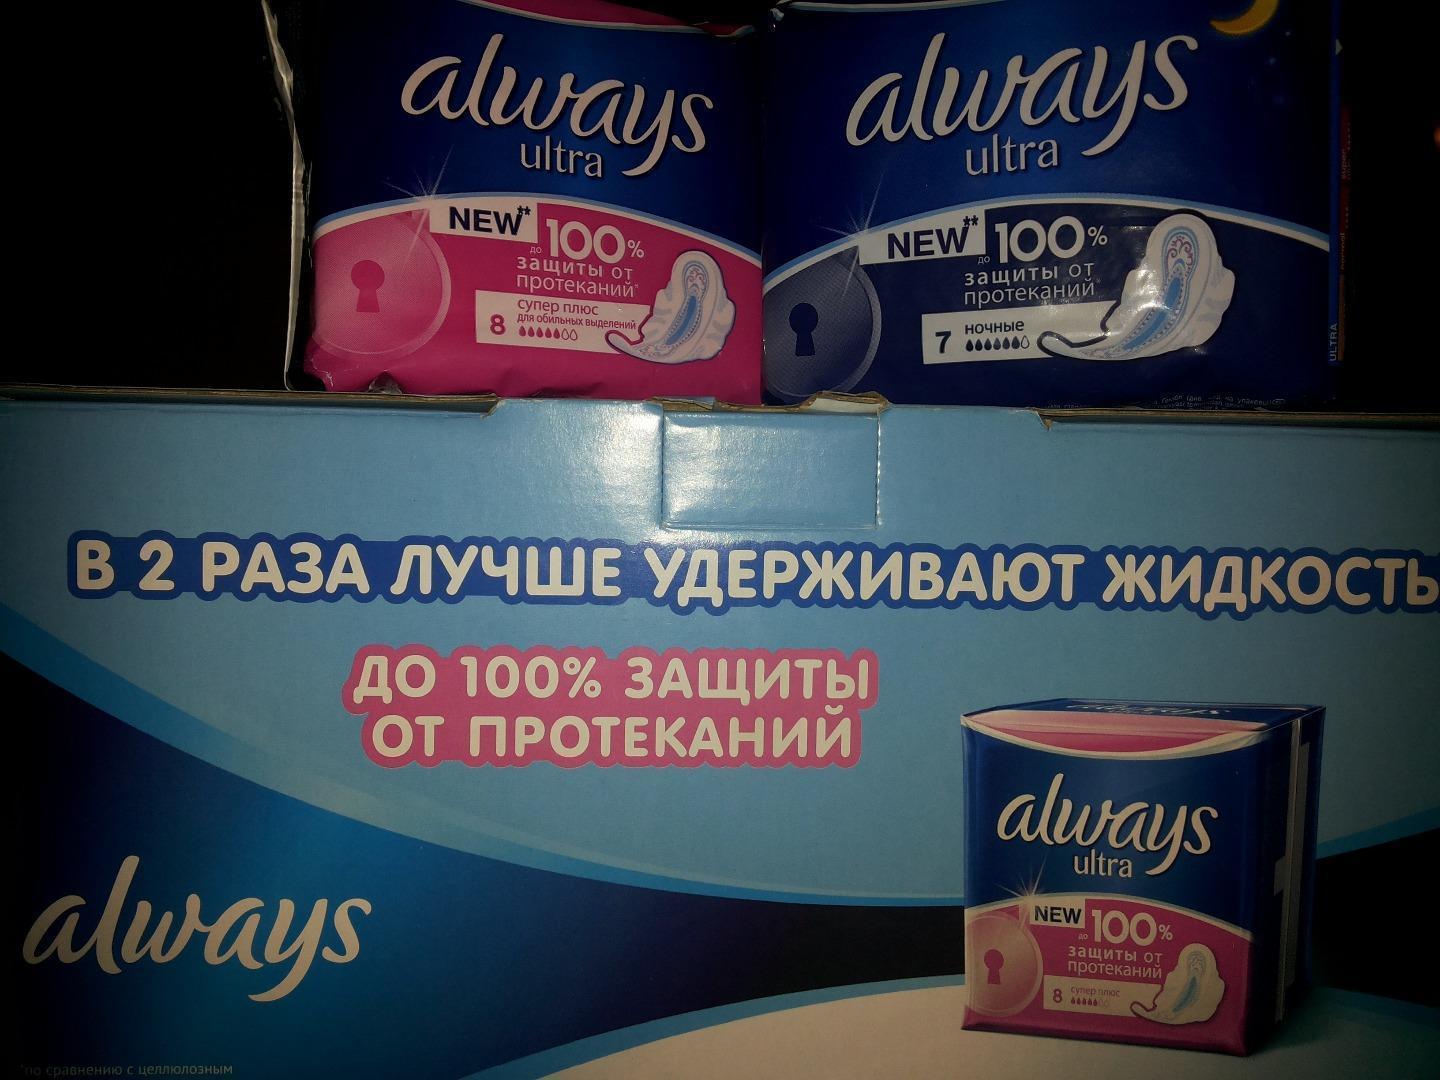 always
ultra
NEW**
до 100%
защиты от
протеканий*
супер плюс
для обильных выделений
8
always
ultra
NEW**
до 100%
защиты от
протеканий*
ночные
7
ULTRA
В 2 РАЗА ЛУЧШЕ УДЕРЖИВАЮТ ЖИДКОСТЬ
ДО 100% ЗАЩИТЫ
ОТ ПРОТЕКАНИЙ
always
*по сравнению с целлюлозным
always
ultra
NEW
до 100%
защиты от
протеканий
8 супер плюс